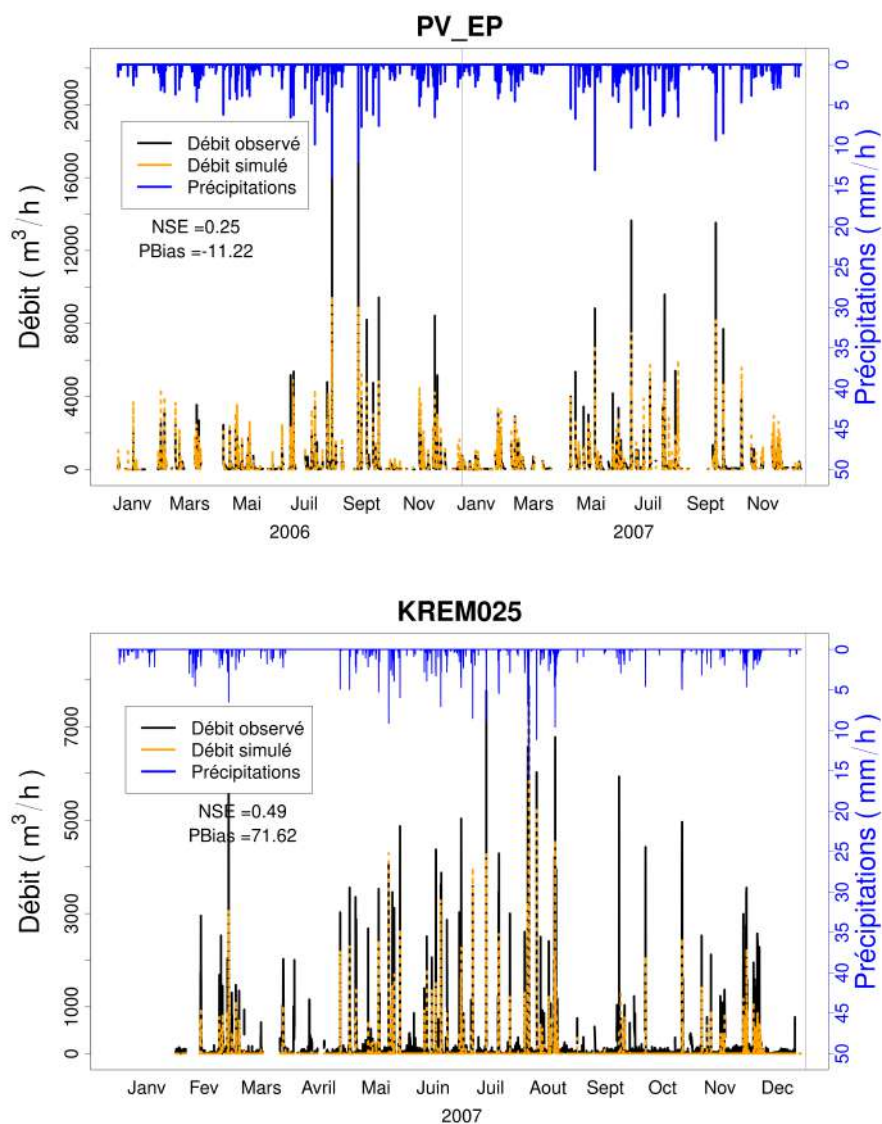 PV_EP
Débit ( m³/h )
20000
16000
12000
8000
4000
0
Débit observé
Débit simulé
Précipitations
NSE =0.25
PBias =-11.22
0
5
10
15
20
25
30
35
40
45
50
Précipitations ( mm/h )
Janv Mars Mai Juil Sept Nov Janv Mars Mai Juil Sept Nov
2006 2007
KREM025
Débit ( m³/h )
7000
5000
3000
1000
0
Débit observé
Débit simulé
Précipitations
NSE =0.49
PBias =71.62
0
5
10
15
20
25
30
35
40
45
50
Précipitations ( mm/h )
Janv Fev Mars Avril Mai Juin Juil Aout Sept Oct Nov Dec
2007